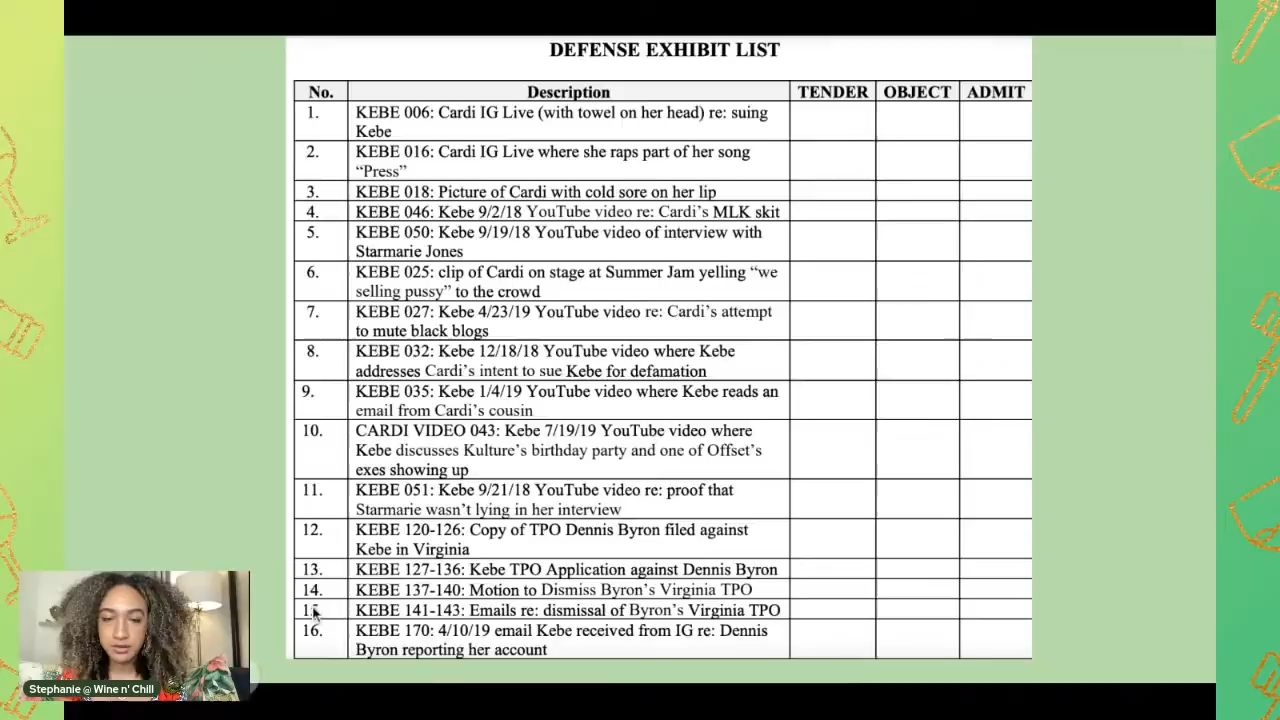 DEFENSE EXHIBIT LIST
No. Description TENDER OBJECT ADMIT
1. KEBE 006: Cardi IG Live (with towel on her head) re: suing
Kebe
2. KEBE 016: Cardi IG Live where she raps part of her song
“Press”
3. KEBE 018: Picture of Cardi with cold sore on her lip
4. KEBE 046: Kebe 9/2/18 YouTube video re: Cardi’s MLK skit
5. KEBE 050: Kebe 9/19/18 YouTube video of interview with
Starmarie Jones
6. KEBE 025: clip of Cardi on stage at Summer Jam yelling “we
selling pussy” to the crowd
7. KEBE 027: Kebe 4/23/19 YouTube video re: Cardi’s attempt
to mute black blogs
8. KEBE 032: Kebe 12/18/18 YouTube video where Kebe
addresses Cardi’s intent to sue Kebe for defamation
9. KEBE 035: Kebe 1/4/19 YouTube video where Kebe reads an
email from Cardi’s cousin
10. CARDI VIDEO 043: Kebe 7/19/19 YouTube video where
Kebe discusses Kulture’s birthday party and one of Offset’s
exes showing up
11. KEBE 051: Kebe 9/21/18 YouTube video re: proof that
Starmarie wasn’t lying in her interview
12. KEBE 120-126: Copy of TPO Dennis Byron filed against
Kebe in Virginia
13. KEBE 127-136: Kebe TPO Application against Dennis Byron
14. KEBE 137-140: Motion to Dismiss Byron’s Virginia TPO
KEBE 141-143: Emails re: dismissal of Byron’s Virginia TPO
16. KEBE 170: 4/10/19 email Kebe received from IG re: Dennis
Byron reporting her account
Stephanie @ Wine n' Chill